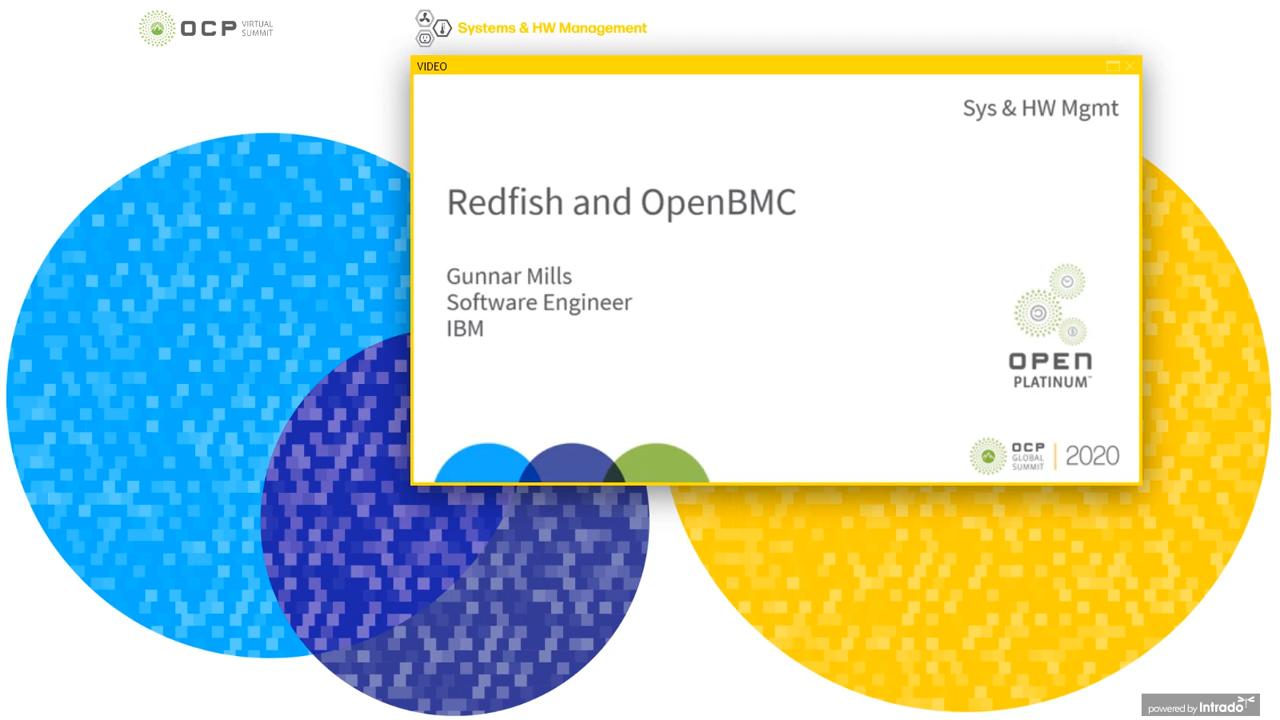 OCP VIRTUAL SUMMIT
Systems & HW Management
VIDEO
Sys & HW Mgmt
Redfish and OpenBMC
Gunnar Mills
Software Engineer
IBM
OPEN
PLATINUM™
OCP
GLOBAL
SUMMIT
2020
powered by Intrado